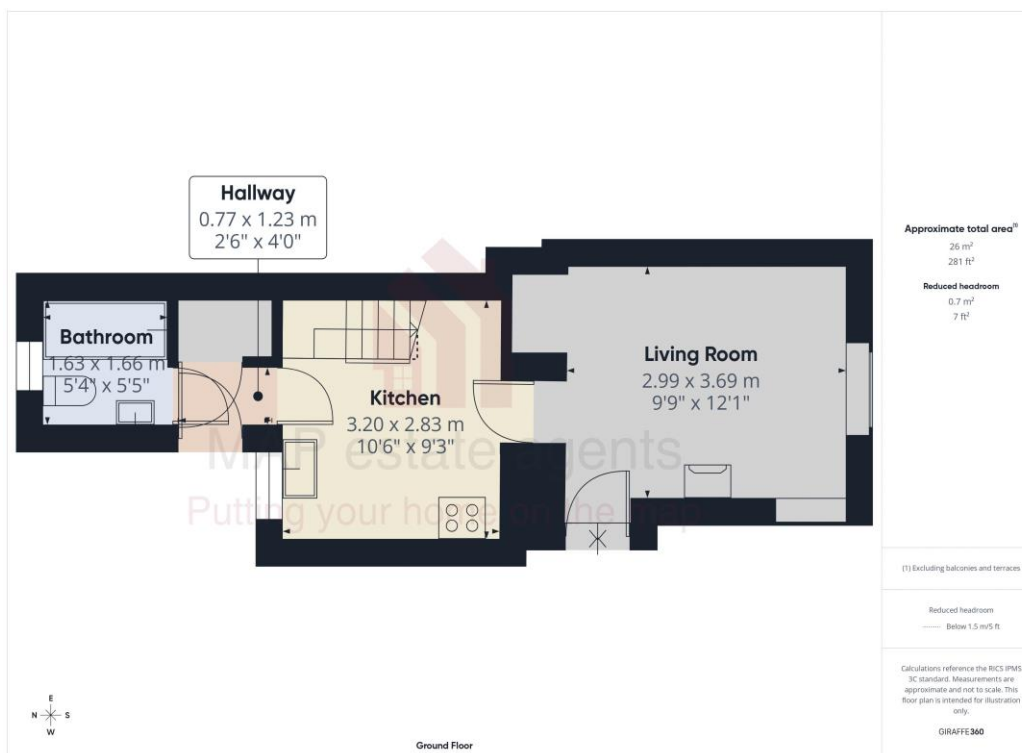 Hallway
0.77 x 1.23 m
2'6" x 4'0"
Bathroom
1.63 x 1.66 m
5'4" x 5'5"
Kitchen
3.20 x 2.83 m
10'6" x 9'3"
Living Room
2.99 x 3.69 m
9'9" x 12'1"
MAP estate agents
Putting your home on the map
E
N S
W
Ground Floor
Approximate total area(1)
26 m²
281 ft²
Reduced headroom
0.7 m²
7 ft²
(1) Excluding balconies and terraces
Reduced headroom
Below 1.5 m/5 ft
Calculations reference the RICS IPMS
3C standard. Measurements are
approximate and not to scale. This
floor plan is intended for illustration
only.
GIRAFFE360